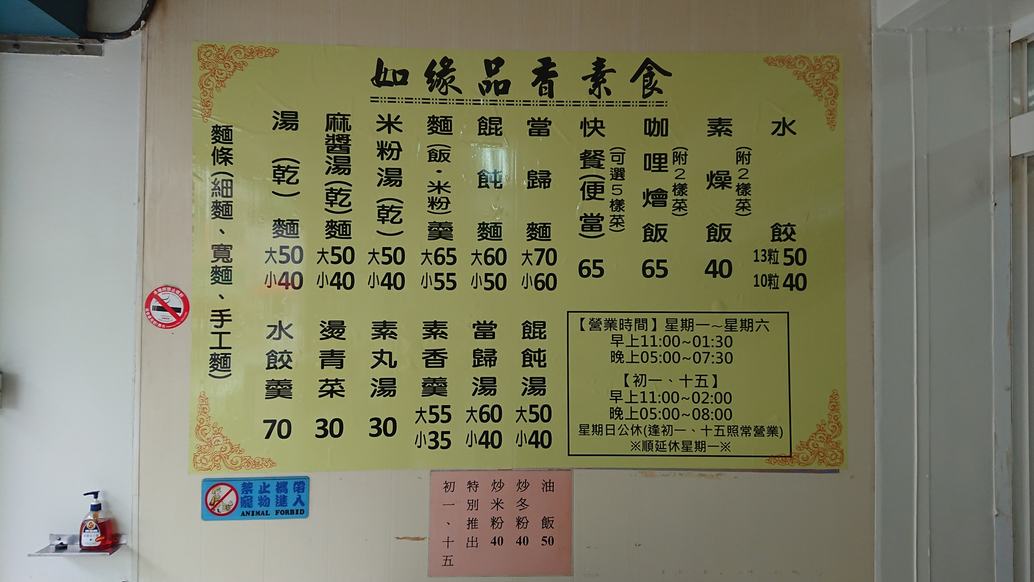 如緣品香素食
水餃 13粒50 10粒40
素燥飯(附2樣菜) 40
咖哩燴飯(附2樣菜) 65
快餐(便當)(可選5樣菜) 65
當歸麵 大70 小60
餛飩麵 大60 小50
麵(飯·米粉)羹 大65 小55
米粉湯(乾) 大50 小40
麻醬湯(乾)麵 大50 小40
湯(乾)麵 大50 小40
麵條(細麵、寬麵、手工麵)
餛飩湯 大50 小40
當歸湯 大60 小40
素香羹 大55 小35
素丸湯 30
燙青菜 30
水餃羹 70
【營業時間】星期一~星期六
早上11:00~01:30
晚上05:00~07:30
【初一、十五】
早上11:00~02:00
晚上05:00~08:00
星期日公休(逢初一、十五照常營業)
※順延休星期一※
禁止攜帶
寵物進入
ANIMAL FORBID
油飯 50
炒冬粉 40
炒米粉 40
特別推出
初一、十五